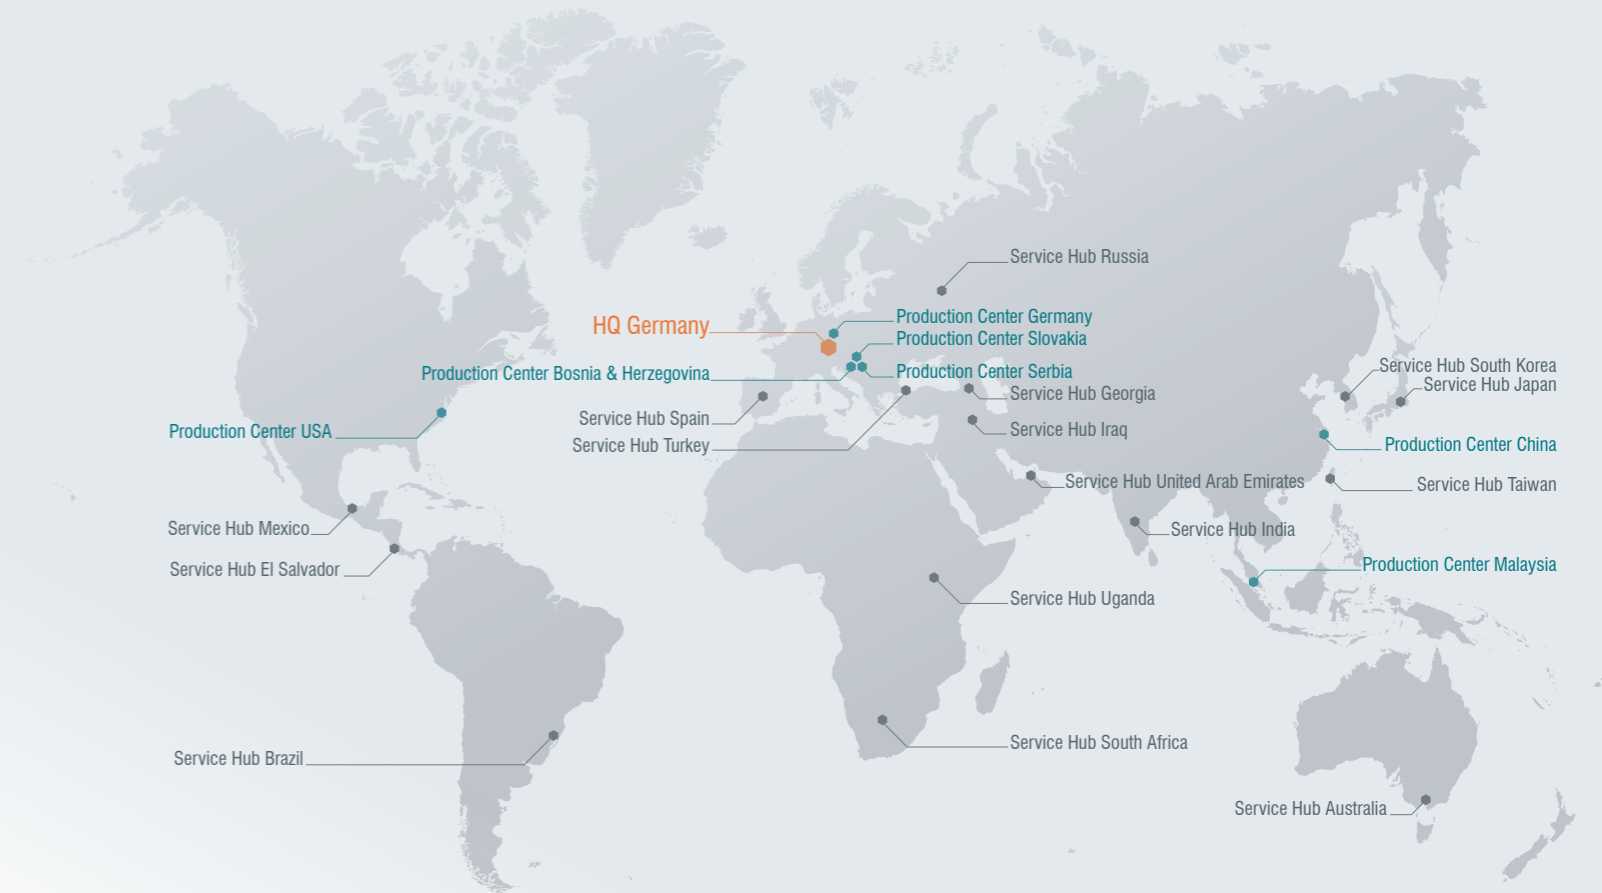 Service Hub Russia
HQ Germany
Production Center Germany
Production Center Slovakia
Production Center Bosnia & Herzegovina
Production Center Serbia
Service Hub South Korea
Service Hub Japan
Service Hub Georgia
Service Hub Spain
Service Hub Iraq
Production Center USA
Service Hub Turkey
Production Center China
Service Hub United Arab Emirates
Service Hub Taiwan
Service Hub Mexico
Service Hub India
Service Hub El Salvador
Production Center Malaysia
Service Hub Uganda
Service Hub South Africa
Service Hub Brazil
Service Hub Australia